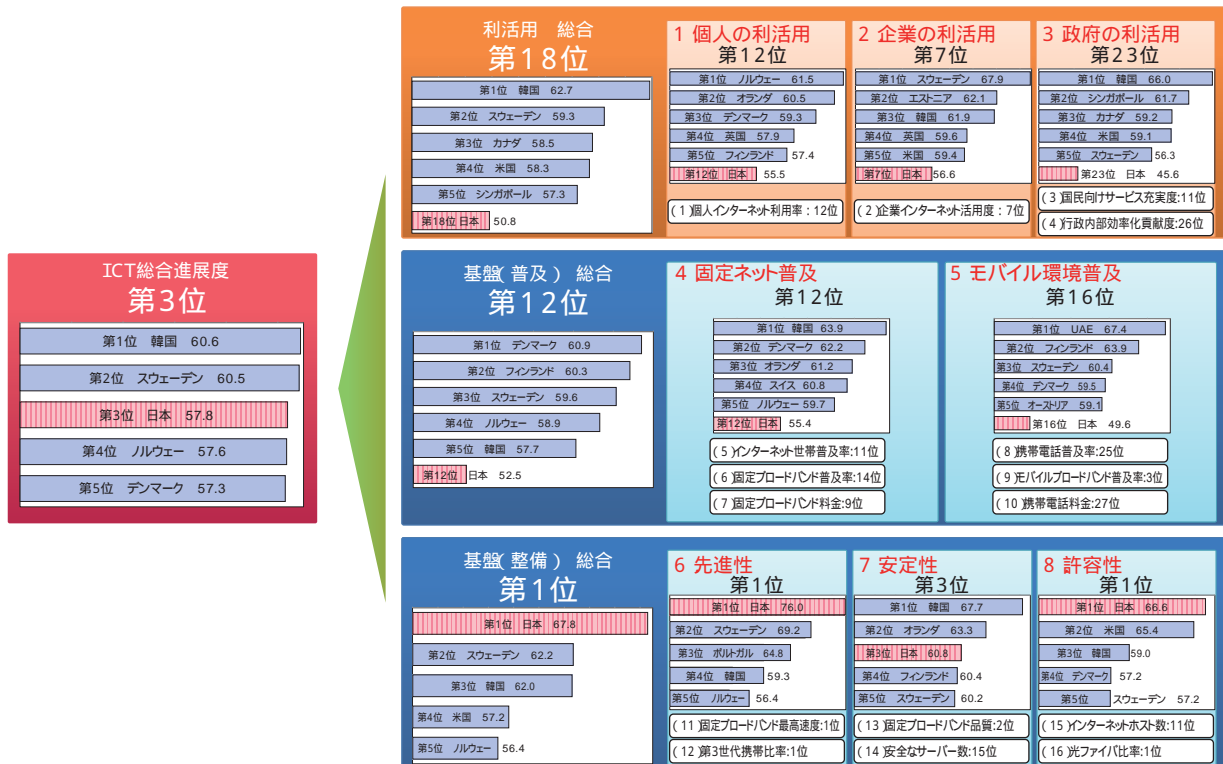 ICT総合進展度
第3位
第1位 韓国 60.6
第2位 スウェーデン 60.5
第3位 日本 57.8
第4位 ノルウェー 57.6
第5位 デンマーク 57.3
利活用 総合
第18位
第1位 韓国 62.7
第2位 スウェーデン 59.3
第3位 カナダ 58.5
第4位 米国 58.3
第5位 シンガポール 57.3
第18位 日本 50.8
1 個人の利活用
第12位
第1位 ノルウェー 61.5
第2位 オランダ 60.5
第3位 デンマーク 59.3
第4位 英国 57.9
第5位 フィンランド 57.4
第12位 日本 55.5
(1)個人インターネット利用率：12位
2 企業の利活用
第7位
第1位 スウェーデン 67.9
第2位 エストニア 62.1
第3位 韓国 61.9
第4位 英国 59.6
第5位 米国 59.4
第7位 日本 56.6
(2)企業インターネット活用度：7位
3 政府の利活用
第23位
第1位 韓国 66.0
第2位 シンガポール 61.7
第3位 カナダ 59.2
第4位 米国 59.1
第5位 スウェーデン 56.3
第23位 日本 45.6
(3)国民向けサービス充実度:11位
(4)行政内部効率化貢献度:26位
基盤(普及) 総合
第12位
第1位 デンマーク 60.9
第2位 フィンランド 60.3
第3位 スウェーデン 59.6
第4位 ノルウェー 58.9
第5位 韓国 57.7
第12位 日本 52.5
4 固定ネット普及
第12位
第1位 韓国 63.9
第2位 デンマーク 62.2
第3位 オランダ 61.2
第4位 スイス 60.8
第5位 ノルウェー 59.7
第12位 日本 55.4
(5)インターネット世帯普及率:11位
(6)固定ブロードバンド普及率:14位
(7)固定ブロードバンド料金:9位
5 モバイル環境普及
第16位
第1位 UAE 67.4
第2位 フィンランド 63.9
第3位 スウェーデン 60.4
第4位 デンマーク 59.5
第5位 オーストリア 59.1
第16位 日本 49.6
(8)携帯電話普及率:25位
(9)モバイルブロードバンド普及率:3位
(10)携帯電話料金:27位
基盤(整備) 総合
第1位
第1位 日本 67.8
第2位 スウェーデン 62.2
第3位 韓国 62.0
第4位 米国 57.2
第5位 ノルウェー 56.4
6 先進性
第1位
第1位 日本 76.0
第2位 スウェーデン 69.2
第3位 ポルトガル 64.8
第4位 韓国 59.3
第5位 ノルウェー 56.4
(11)固定ブロードバンド最高速度:1位
(12)第3世代携帯比率:1位
7 安定性
第3位
第1位 韓国 67.7
第2位 オランダ 63.3
第3位 日本 60.8
第4位 フィンランド 60.4
第5位 スウェーデン 60.2
(13)固定ブロードバンド品質:2位
(14)安全なサーバー数:15位
8 許容性
第1位
第1位 日本 66.6
第2位 米国 65.4
第3位 韓国 59.0
第4位 デンマーク 57.2
第5位 スウェーデン 57.2
(15)インターネットホスト数:11位
(16)光ファイバ比率:1位